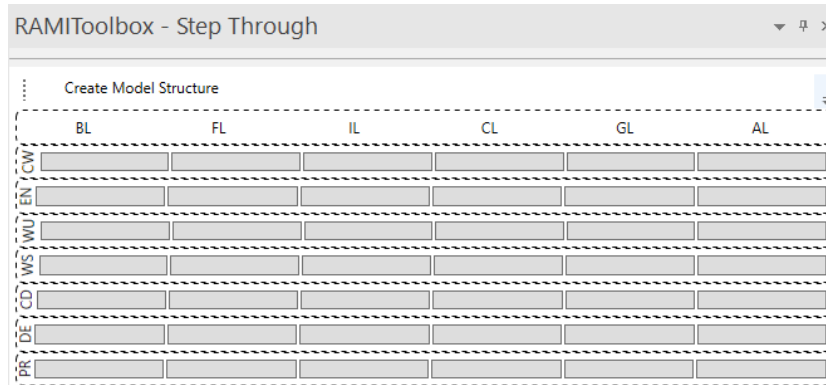 RAMIToolbox - Step Through
Create Model Structure
BL FL IL CL GL AL
CW
EN
WU
WS
CD
DE
PR